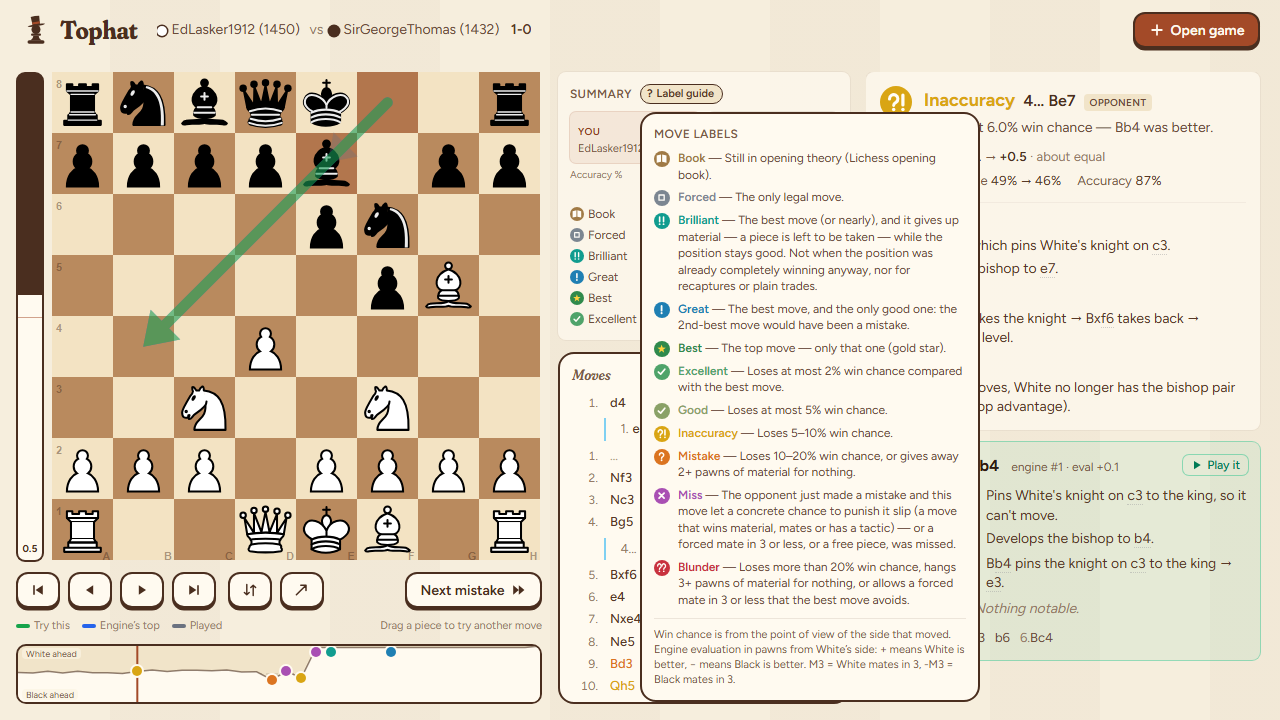 Tophat
EdLasker1912 (1450) vs SirGeorgeThomas (1432) 1-0
+ Open game
8
7
6
5
4
3
2
1
A B C D E F G H
0.5
Next mistake
Try this Engine's top Played
Drag a piece to try another move
White ahead
Black ahead
SUMMARY
? Label guide
YOU
EdLasker1912
Accuracy %
Book
Forced
Brilliant
Great
Best
Excellent
Moves
1. d4
1. e
1. ...
2. Nf3
3. Nc3
4. Bg5
4...
5. Bxf6
6. e4
7. Nxe4
8. Ne5
9. Bd3
10. Qh5
MOVE LABELS
Book — Still in opening theory (Lichess opening
book).
Forced — The only legal move.
Brilliant — The best move (or nearly), and it gives up
material — a piece is left to be taken — while the
position stays good. Not when the position was
already completely winning anyway, nor for
recaptures or plain trades.
Great — The best move, and the only good one: the
2nd-best move would have been a mistake.
Best — The top move — only that one (gold star).
Excellent — Loses at most 2% win chance compared
with the best move.
Good — Loses at most 5% win chance.
Inaccuracy — Loses 5–10% win chance.
Mistake — Loses 10–20% win chance, or gives away
2+ pawns of material for nothing.
Miss — The opponent just made a mistake and this
move let a concrete chance to punish it slip (a move
that wins material, mates or has a tactic) — or a
forced mate in 3 or less, or a free piece, was missed.
Blunder — Loses more than 20% win chance, hangs
3+ pawns of material for nothing, or allows a forced
mate in 3 or less that the best move avoids.
Win chance is from the point of view of the side that moved.
Engine evaluation in pawns from White's side: + means White is
better, − means Black is better. M3 = White mates in 3, -M3 =
Black mates in 3.
?! Inaccuracy 4... Be7 OPPONENT
6.0% win chance — Bb4 was better.
→ +0.5 · about equal
49% → 46% Accuracy 87%
which pins White's knight on c3.
bishop to e7.
the knight → Bxf6 takes back →
level.
White no longer has the bishop pair
advantage).
b4 engine #1 · eval +0.1
Play it
Pins White's knight on c3 to the king, so it
can't move.
Develops the bishop to b4.
Bb4 pins the knight on c3 to the king →
e3.
Nothing notable.
3 b6 6.Bc4